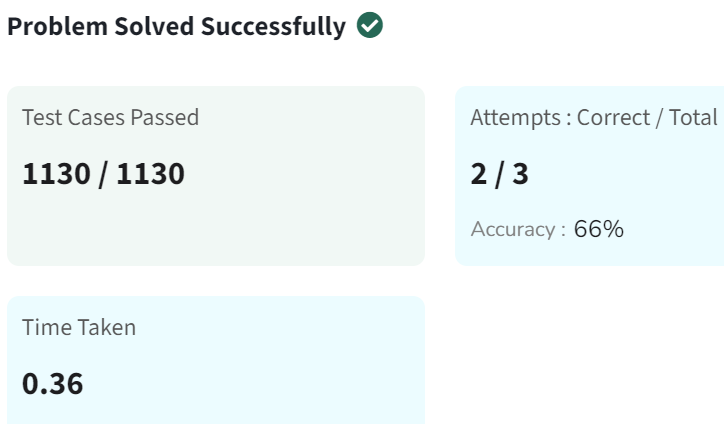 Problem Solved Successfully
Test Cases Passed
1130 / 1130
Attempts : Correct / Total
2 / 3
Accuracy : 66%
Time Taken
0.36